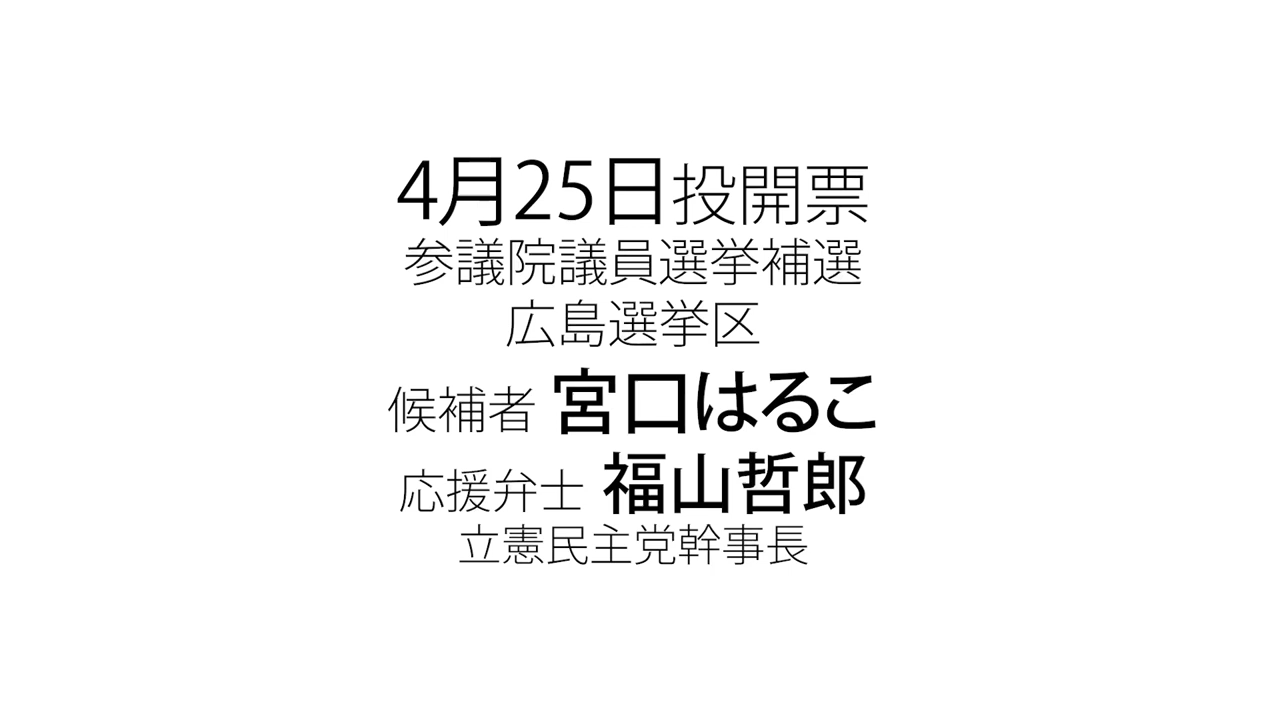 4月25日投開票
参議院議員選挙補選
広島選挙区
候補者 宮口はるこ
応援弁士 福山哲郎
立憲民主党幹事長